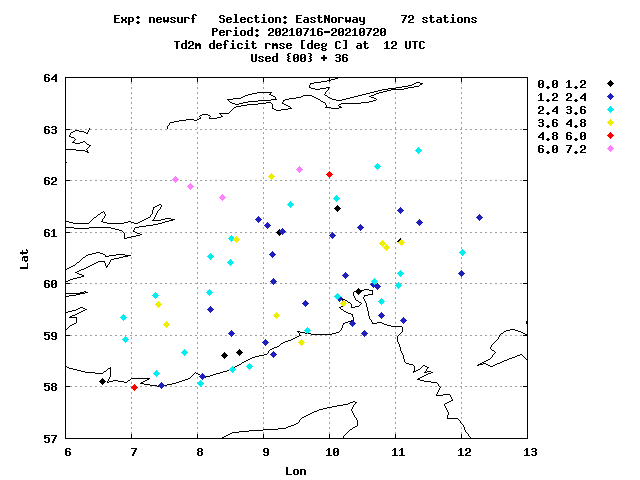 Exp: newsurf Selection: EastNorway 72 stations
Period: 20210716-20210720
Td2m deficit rmse [deg C] at 12 UTC
Used {00} + 36
64
63
62
61
60
59
58
57
Lat
6 7 8 9 10 11 12 13
Lon
0.0 1.2
1.2 2.4
2.4 3.6
3.6 4.8
4.8 6.0
6.0 7.2